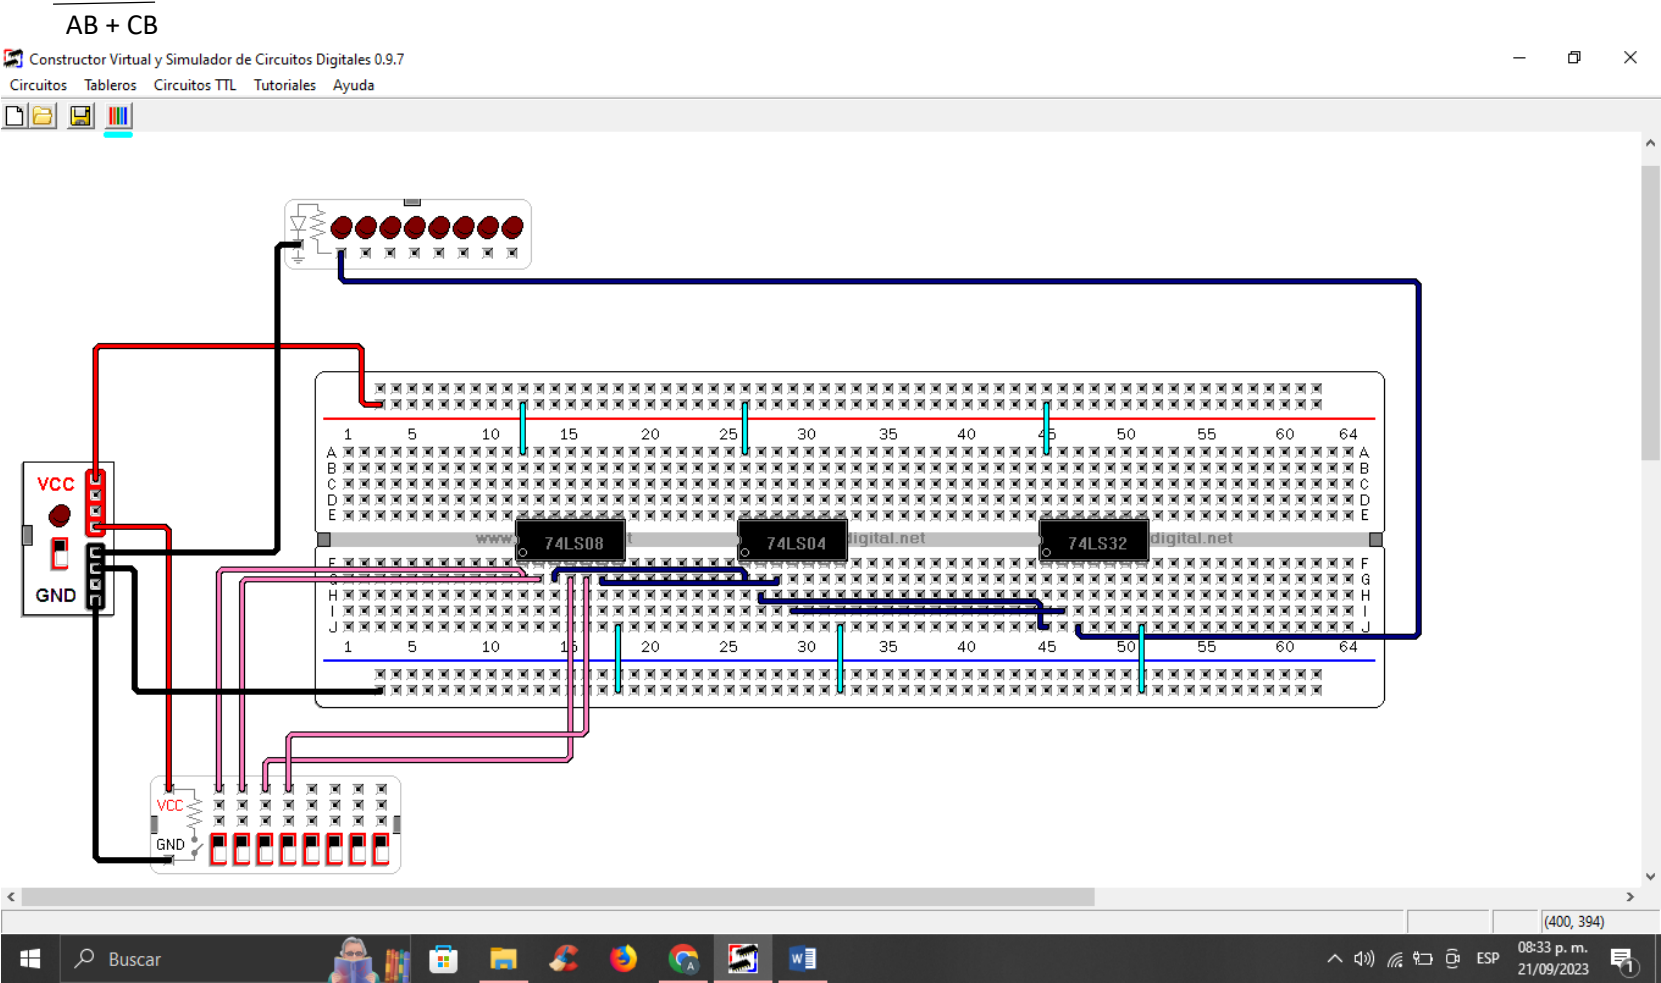 AB + CB
Constructor Virtual y Simulador de Circuitos Digitales 0.9.7
Circuitos Tableros Circuitos TTL Tutoriales Ayuda
1 5 10 15 20 25 30 35 40 45 50 55 60 64
A A
B B
C C
D D
E E
VCC
GND
www. 74LS08 t 74LS04 digital.net 74LS32 digital.net
F F
G G
H H
I I
J J
1 5 10 15 20 25 30 35 40 45 50 55 60 64
VCC
GND
(400, 394)
Buscar
ESP
08:33 p. m.
21/09/2023
1